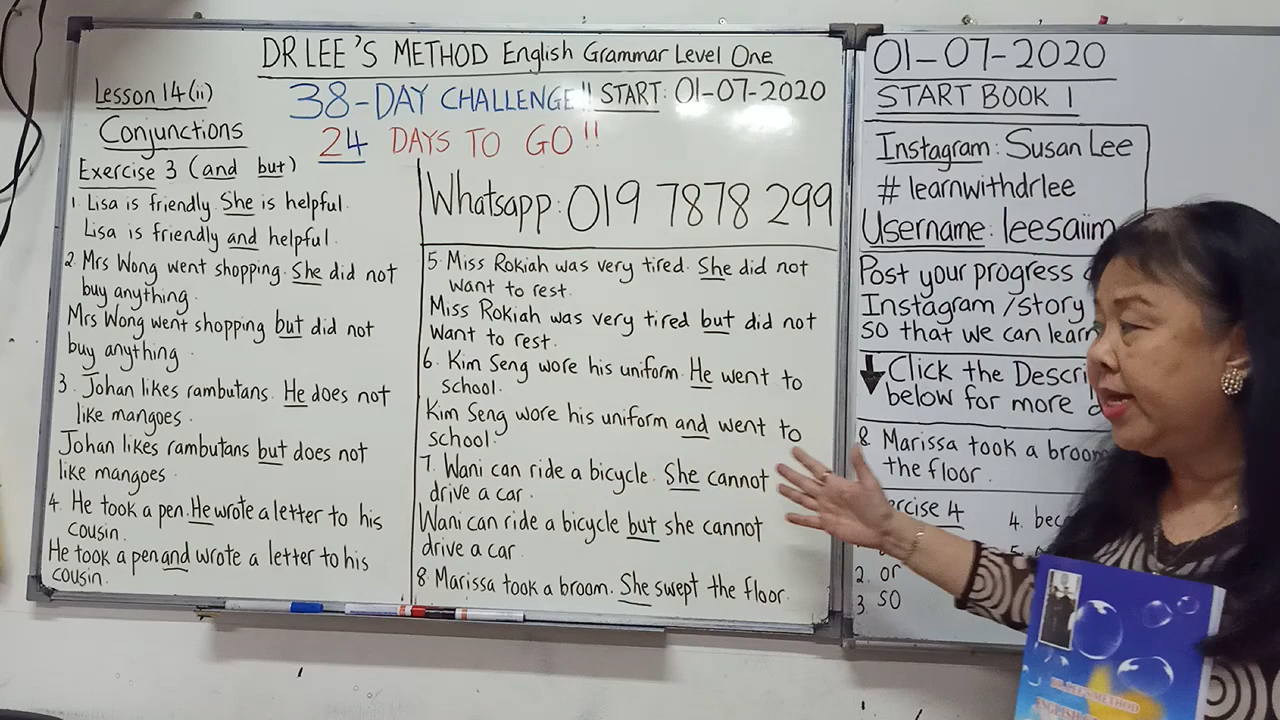 DR LEE'S METHOD English Grammar Level One
Lesson 14(ii)
38-DAY CHALLENGE!! START: 01-07-2020
Conjunctions
24 DAYS TO GO!!
Exercise 3 (and but)
1. Lisa is friendly. She is helpful.
Lisa is friendly and helpful.
2. Mrs Wong went shopping. She did not
buy anything.
Mrs Wong went shopping but did not
buy anything.
3. Johan likes rambutans. He does not
like mangoes.
Johan likes rambutans but does not
like mangoes.
4. He took a pen. He wrote a letter to his
cousin.
He took a pen and wrote a letter to his
cousin.
Whatsapp: 019 7878 299
5. Miss Rokiah was very tired. She did not
want to rest.
Miss Rokiah was very tired but did not
want to rest.
6. Kim Seng wore his uniform. He went to
school.
Kim Seng wore his uniform and went to
school.
7. Wani can ride a bicycle. She cannot
drive a car.
Wani can ride a bicycle but she cannot
drive a car.
8. Marissa took a broom. She swept the floor.
01-07-2020
START BOOK 1
Instagram: Susan Lee
# learnwithdrlee
Username: leesaiim
Post your progress
Instagram/story
so that we can learn
Click the Descri
below for more
8 Marissa took a broom
the floor.
rcise 4
4. bec
2. or
3. so
DR LEE'S METHOD
ENGLISH